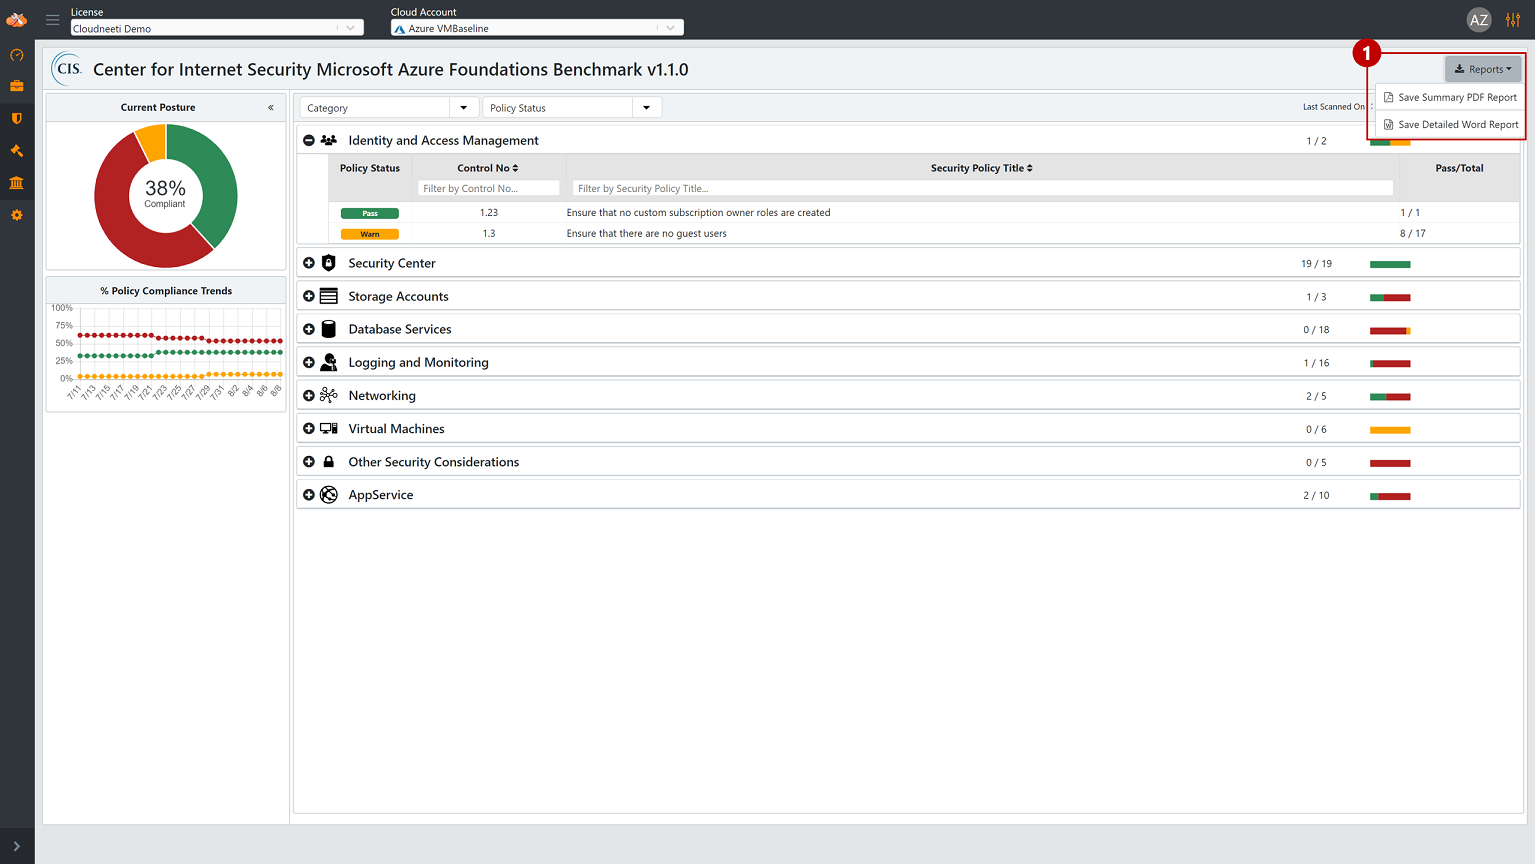 License
Cloudneeti Demo
Cloud Account
Azure VMBaseline
AZ
1
CIS.
Center for Internet Security Microsoft Azure Foundations Benchmark v1.1.0
Reports
Save Summary PDF Report
Save Detailed Word Report
Current Posture
«
38%
Compliant
% Policy Compliance Trends
100%
75%
50%
25%
0%
7/11 7/13 7/15 7/17 7/19 7/21 7/23 7/25 7/27 7/29 7/31 8/2 8/4 8/6 8/8
Category Policy Status Last Scanned On :
Identity and Access Management 1 / 2
Policy Status Control No Security Policy Title Pass/Total
Filter by Control No... Filter by Security Policy Title...
Pass 1.23 Ensure that no custom subscription owner roles are created 1 / 1
Warn 1.3 Ensure that there are no guest users 8 / 17
Security Center 19 / 19
Storage Accounts 1 / 3
Database Services 0 / 18
Logging and Monitoring 1 / 16
Networking 2 / 5
Virtual Machines 0 / 6
Other Security Considerations 0 / 5
AppService 2 / 10